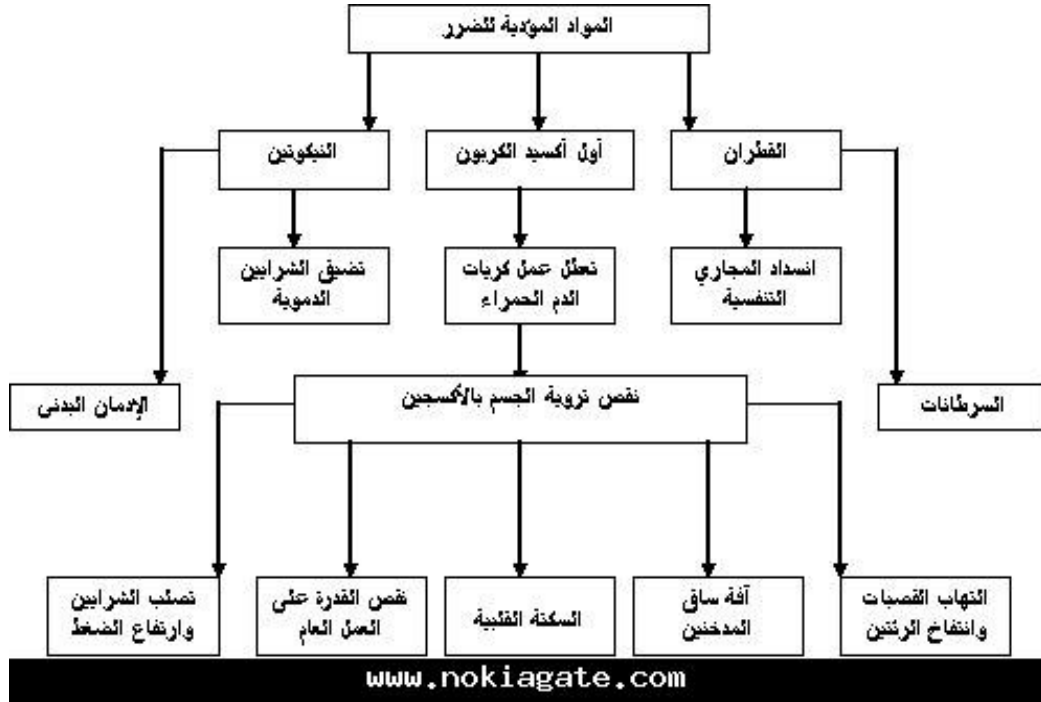 المواد المؤدية للضرر
القطران
أول أكسيد الكربون
النيكوتين
انسداد المجاري
التنفسية
تعطل عمل كريات
الدم الحمراء
تضيق الشرايين
الدموية
السرطانات
نقص تروية الجسم بالأكسجين
الإدمان البدنى
التهاب القصبات
وانتفاخ الرئتين
آفة ساق
المدخنين
السكتة القلبية
نقص القدرة على
العمل العام
تصلب الشرايين
وارتفاع الضغط
www.nokiagate.com